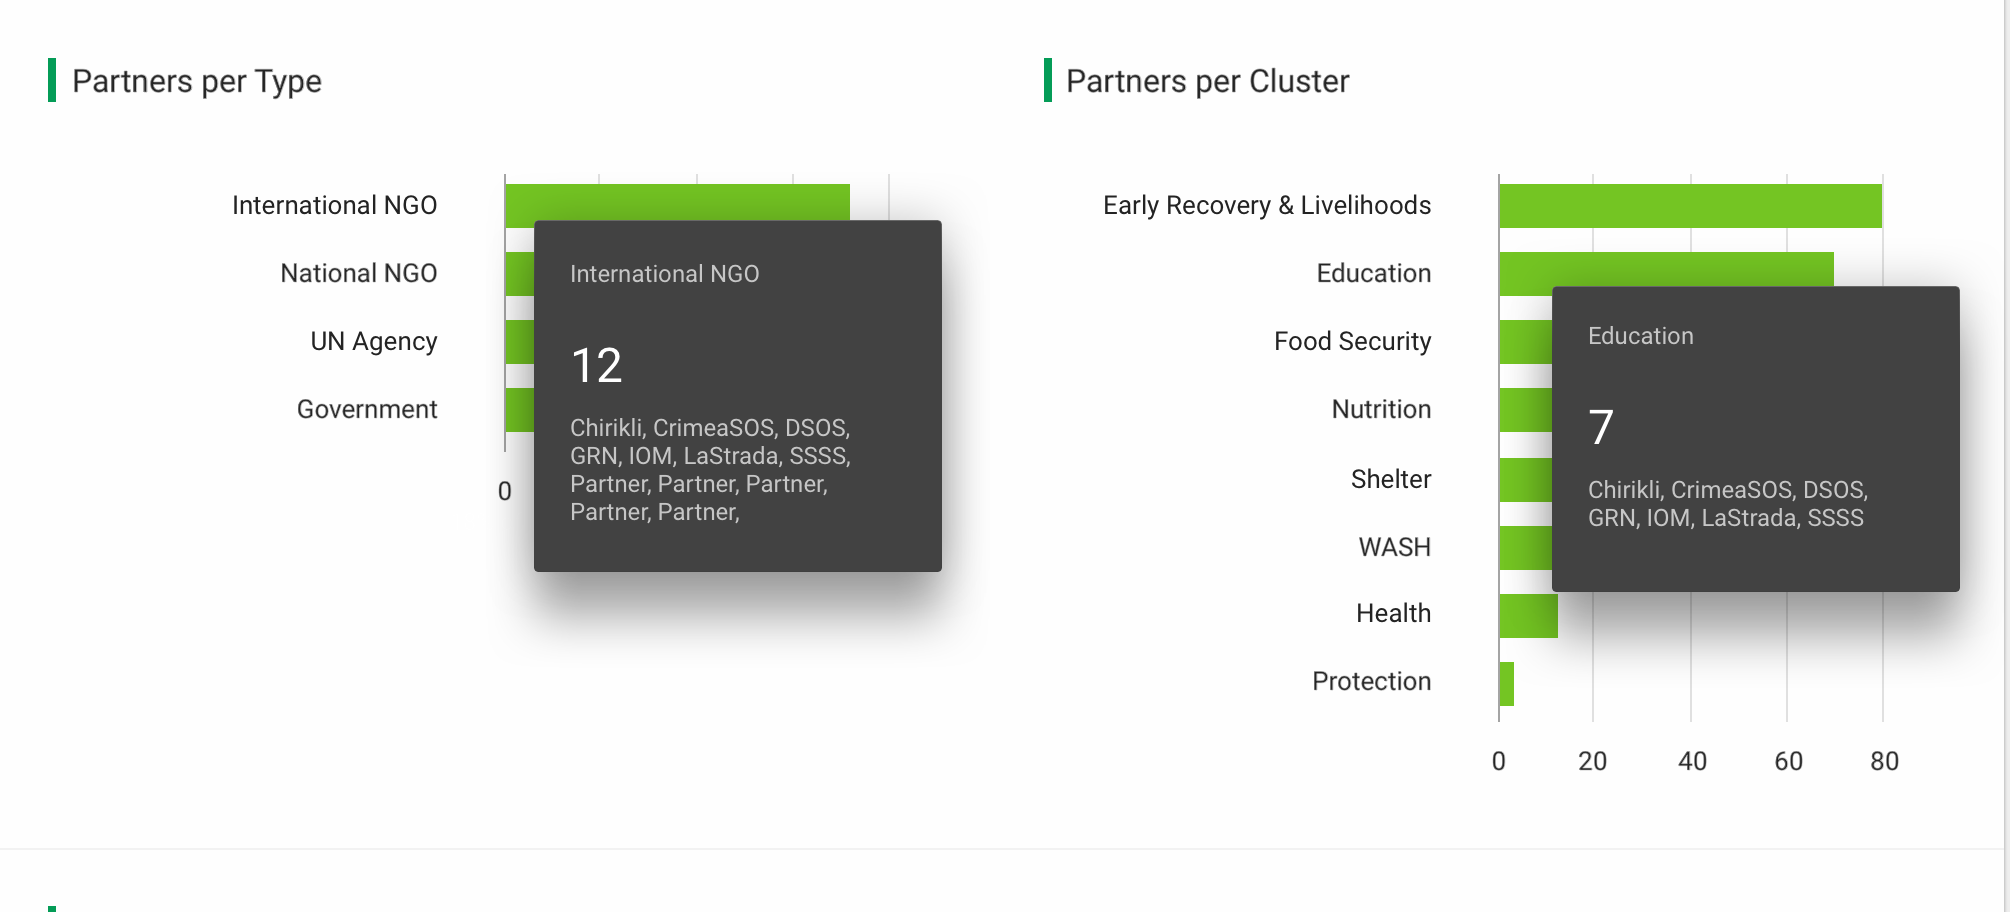 Partners per Type
International NGO
National NGO
UN Agency
Government
0
International NGO
12
Chirikli, CrimeaSOS, DSOS,
GRN, IOM, LaStrada, SSSS,
Partner, Partner, Partner,
Partner, Partner,
Partners per Cluster
Early Recovery & Livelihoods
Education
Food Security
Nutrition
Shelter
WASH
Health
Protection
Education
7
Chirikli, CrimeaSOS, DSOS,
GRN, IOM, LaStrada, SSSS
0 20 40 60 80